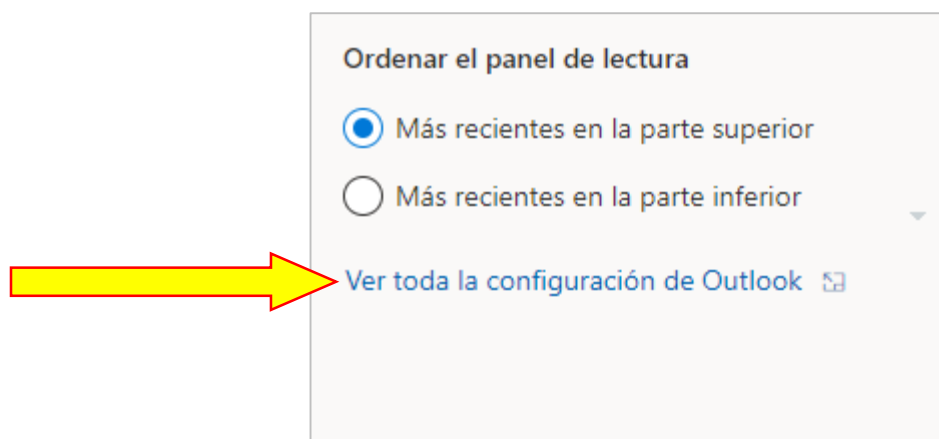 Ordenar el panel de lectura
Más recientes en la parte superior
Más recientes en la parte inferior
Ver toda la configuración de Outlook